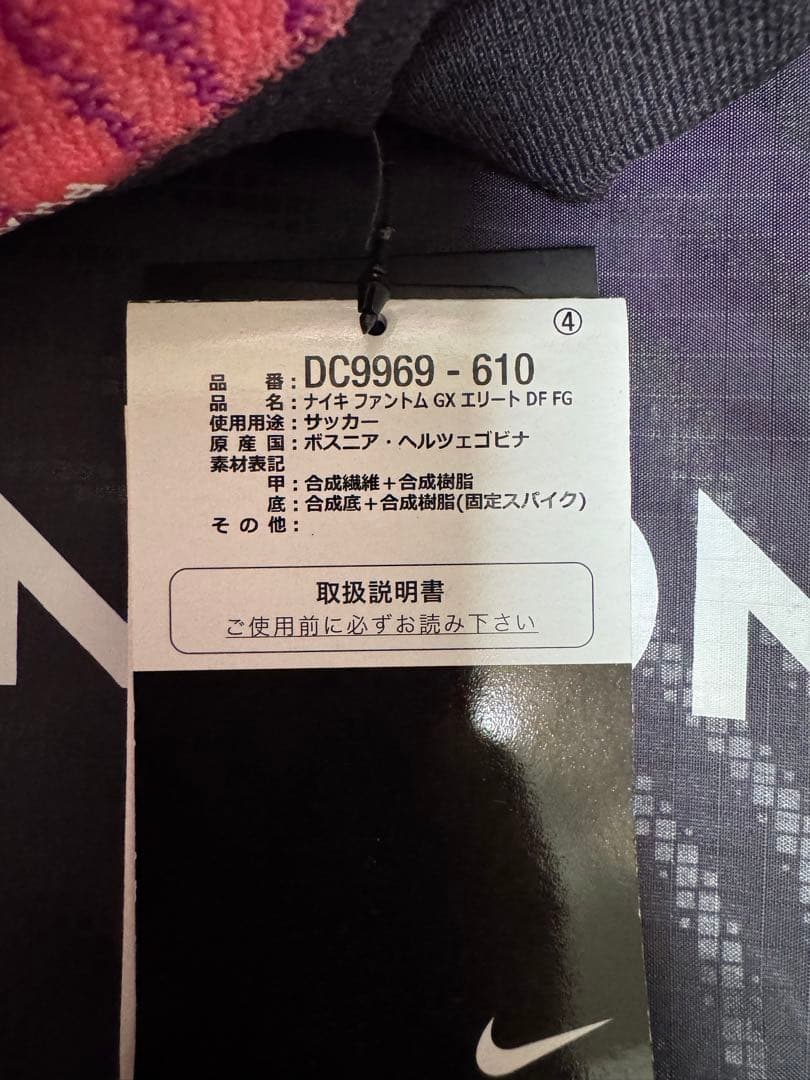 ④
品 番：DC9969 - 610
品 名：ナイキ ファントム GX エリート DF FG
使用用途：サッカー
原 産 国：ボスニア・ヘルツェゴビナ
素材表記
甲：合成繊維＋合成樹脂
底：合成底＋合成樹脂(固定スパイク)
そ の 他：
取扱説明書
ご使用前に必ずお読み下さい